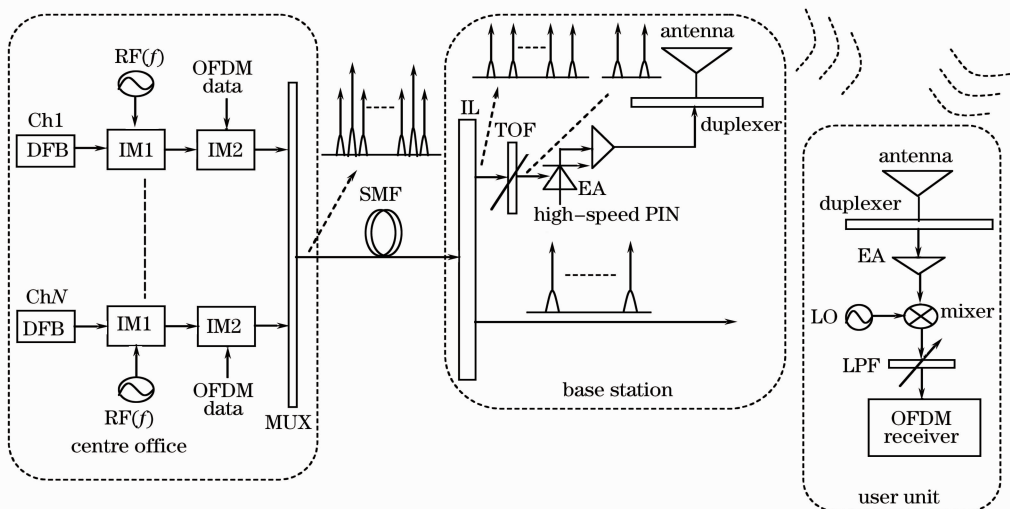 RF(f)
OFDM
data
Ch1
DFB
IM1
IM2
ChN
DFB
IM1
IM2
RF(f)
OFDM
data
MUX
centre office
SMF
IL
TOF
EA
high-speed PIN
antenna
duplexer
base station
antenna
duplexer
EA
LO
mixer
LPF
OFDM
receiver
user unit